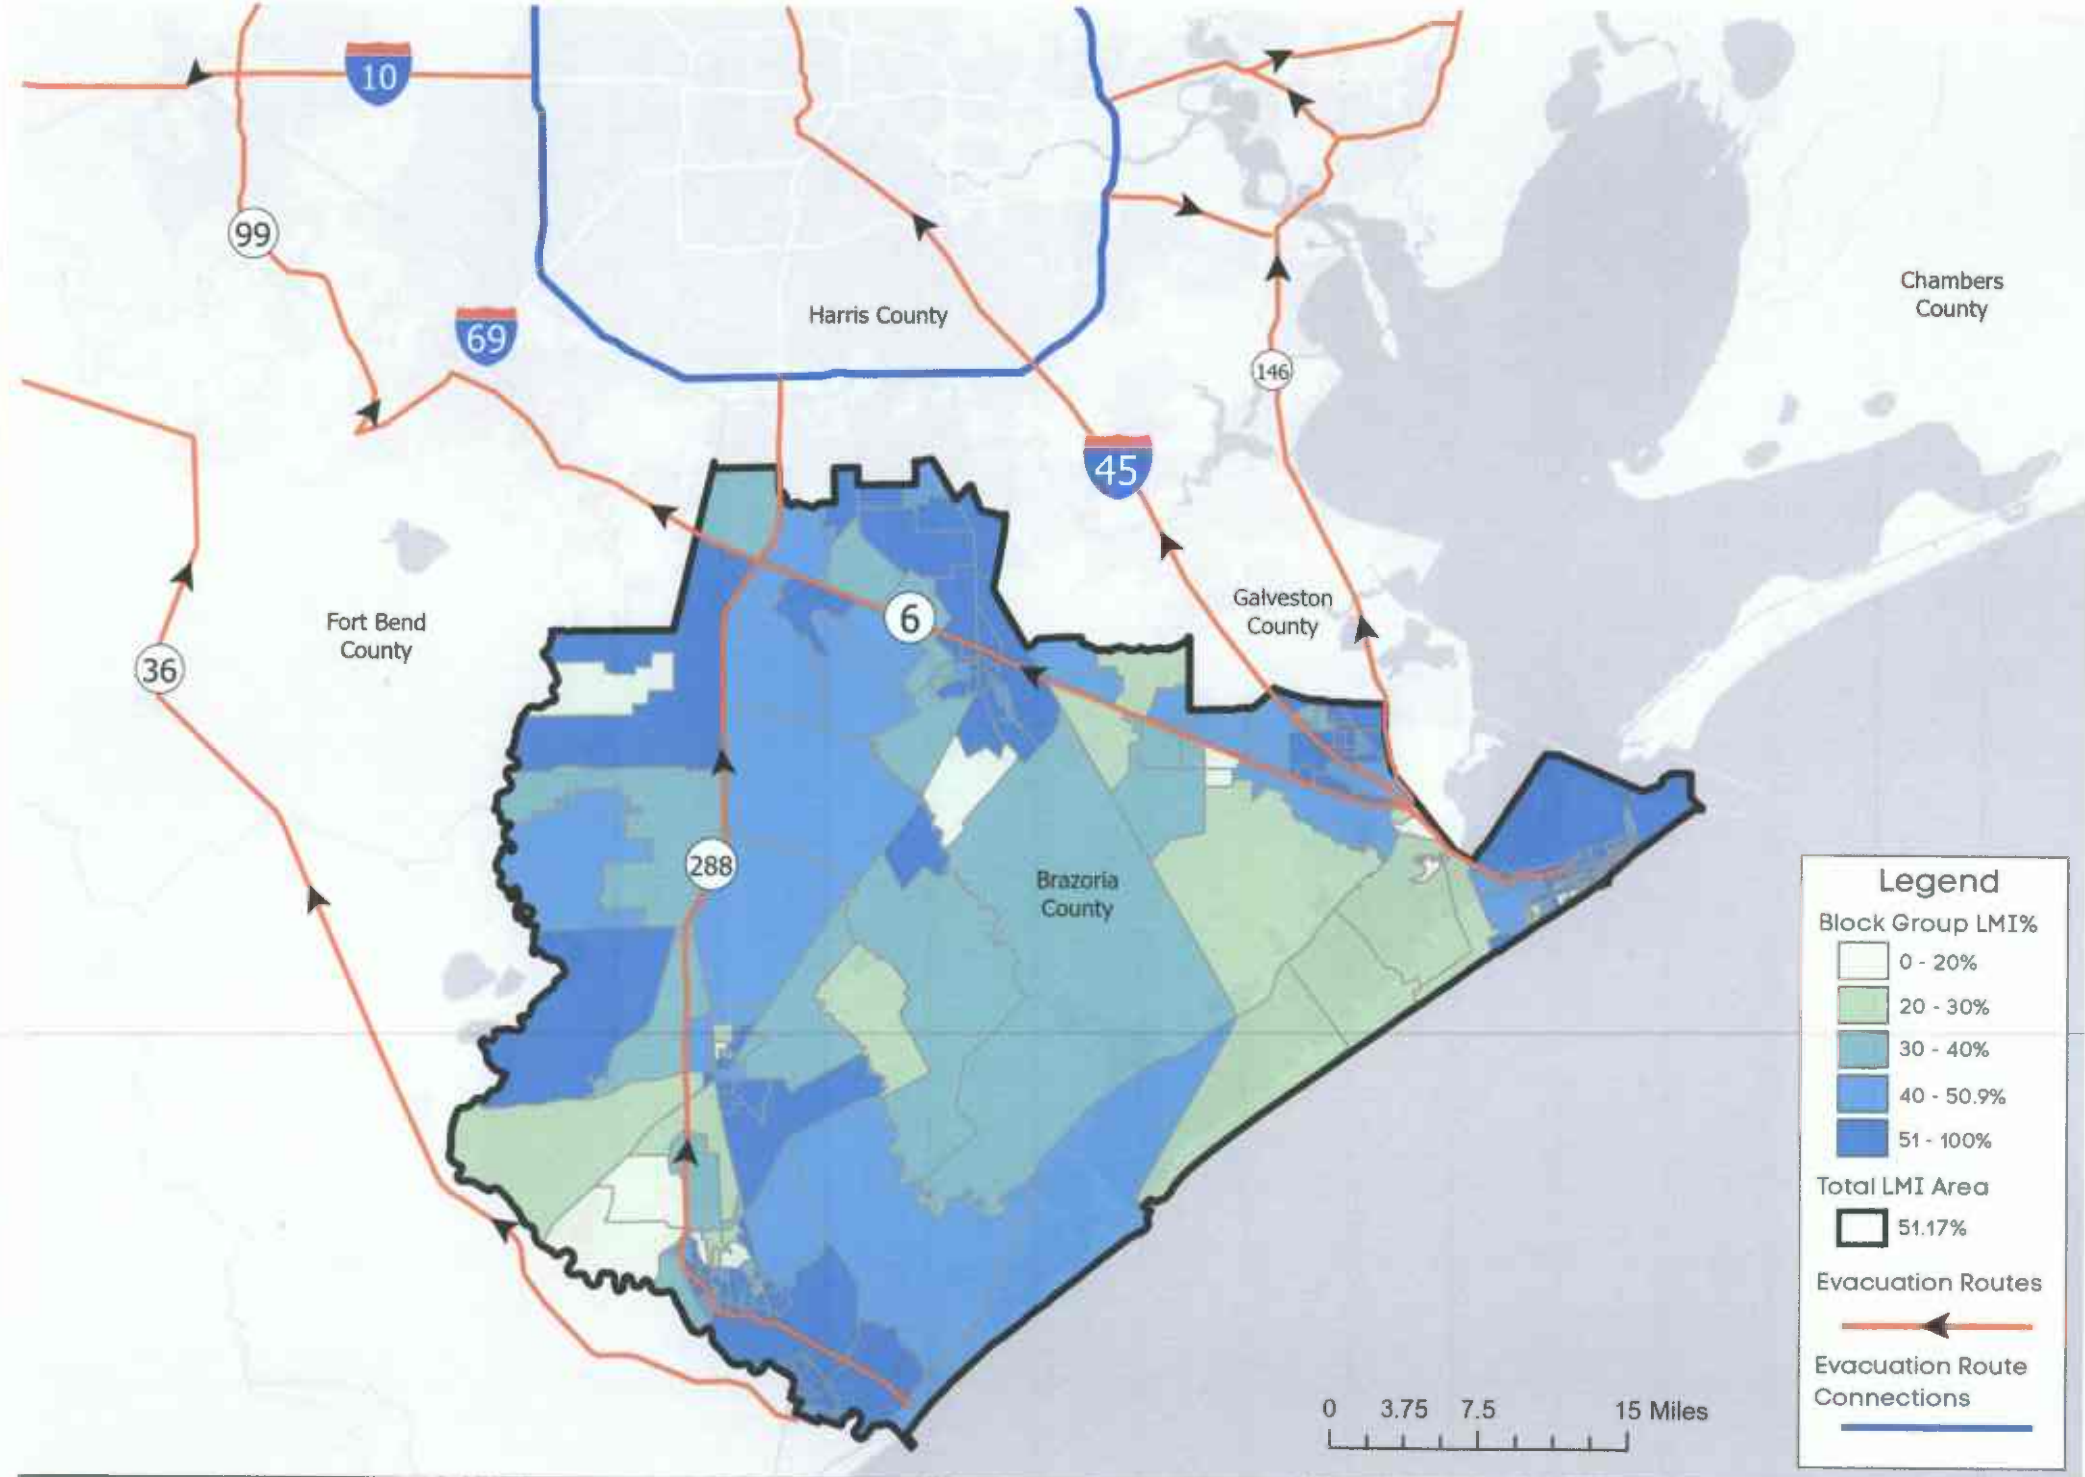 10
99
69
Harris County
Chambers
County
146
45
Galveston
County
6
Fort Bend
County
36
288
Brazoria
County
Legend
Block Group LMI%
0 - 20%
20 - 30%
30 - 40%
40 - 50.9%
51 - 100%
Total LMI Area
51.17%
Evacuation Routes
Evacuation Route
Connections
0 3.75 7.5 15 Miles